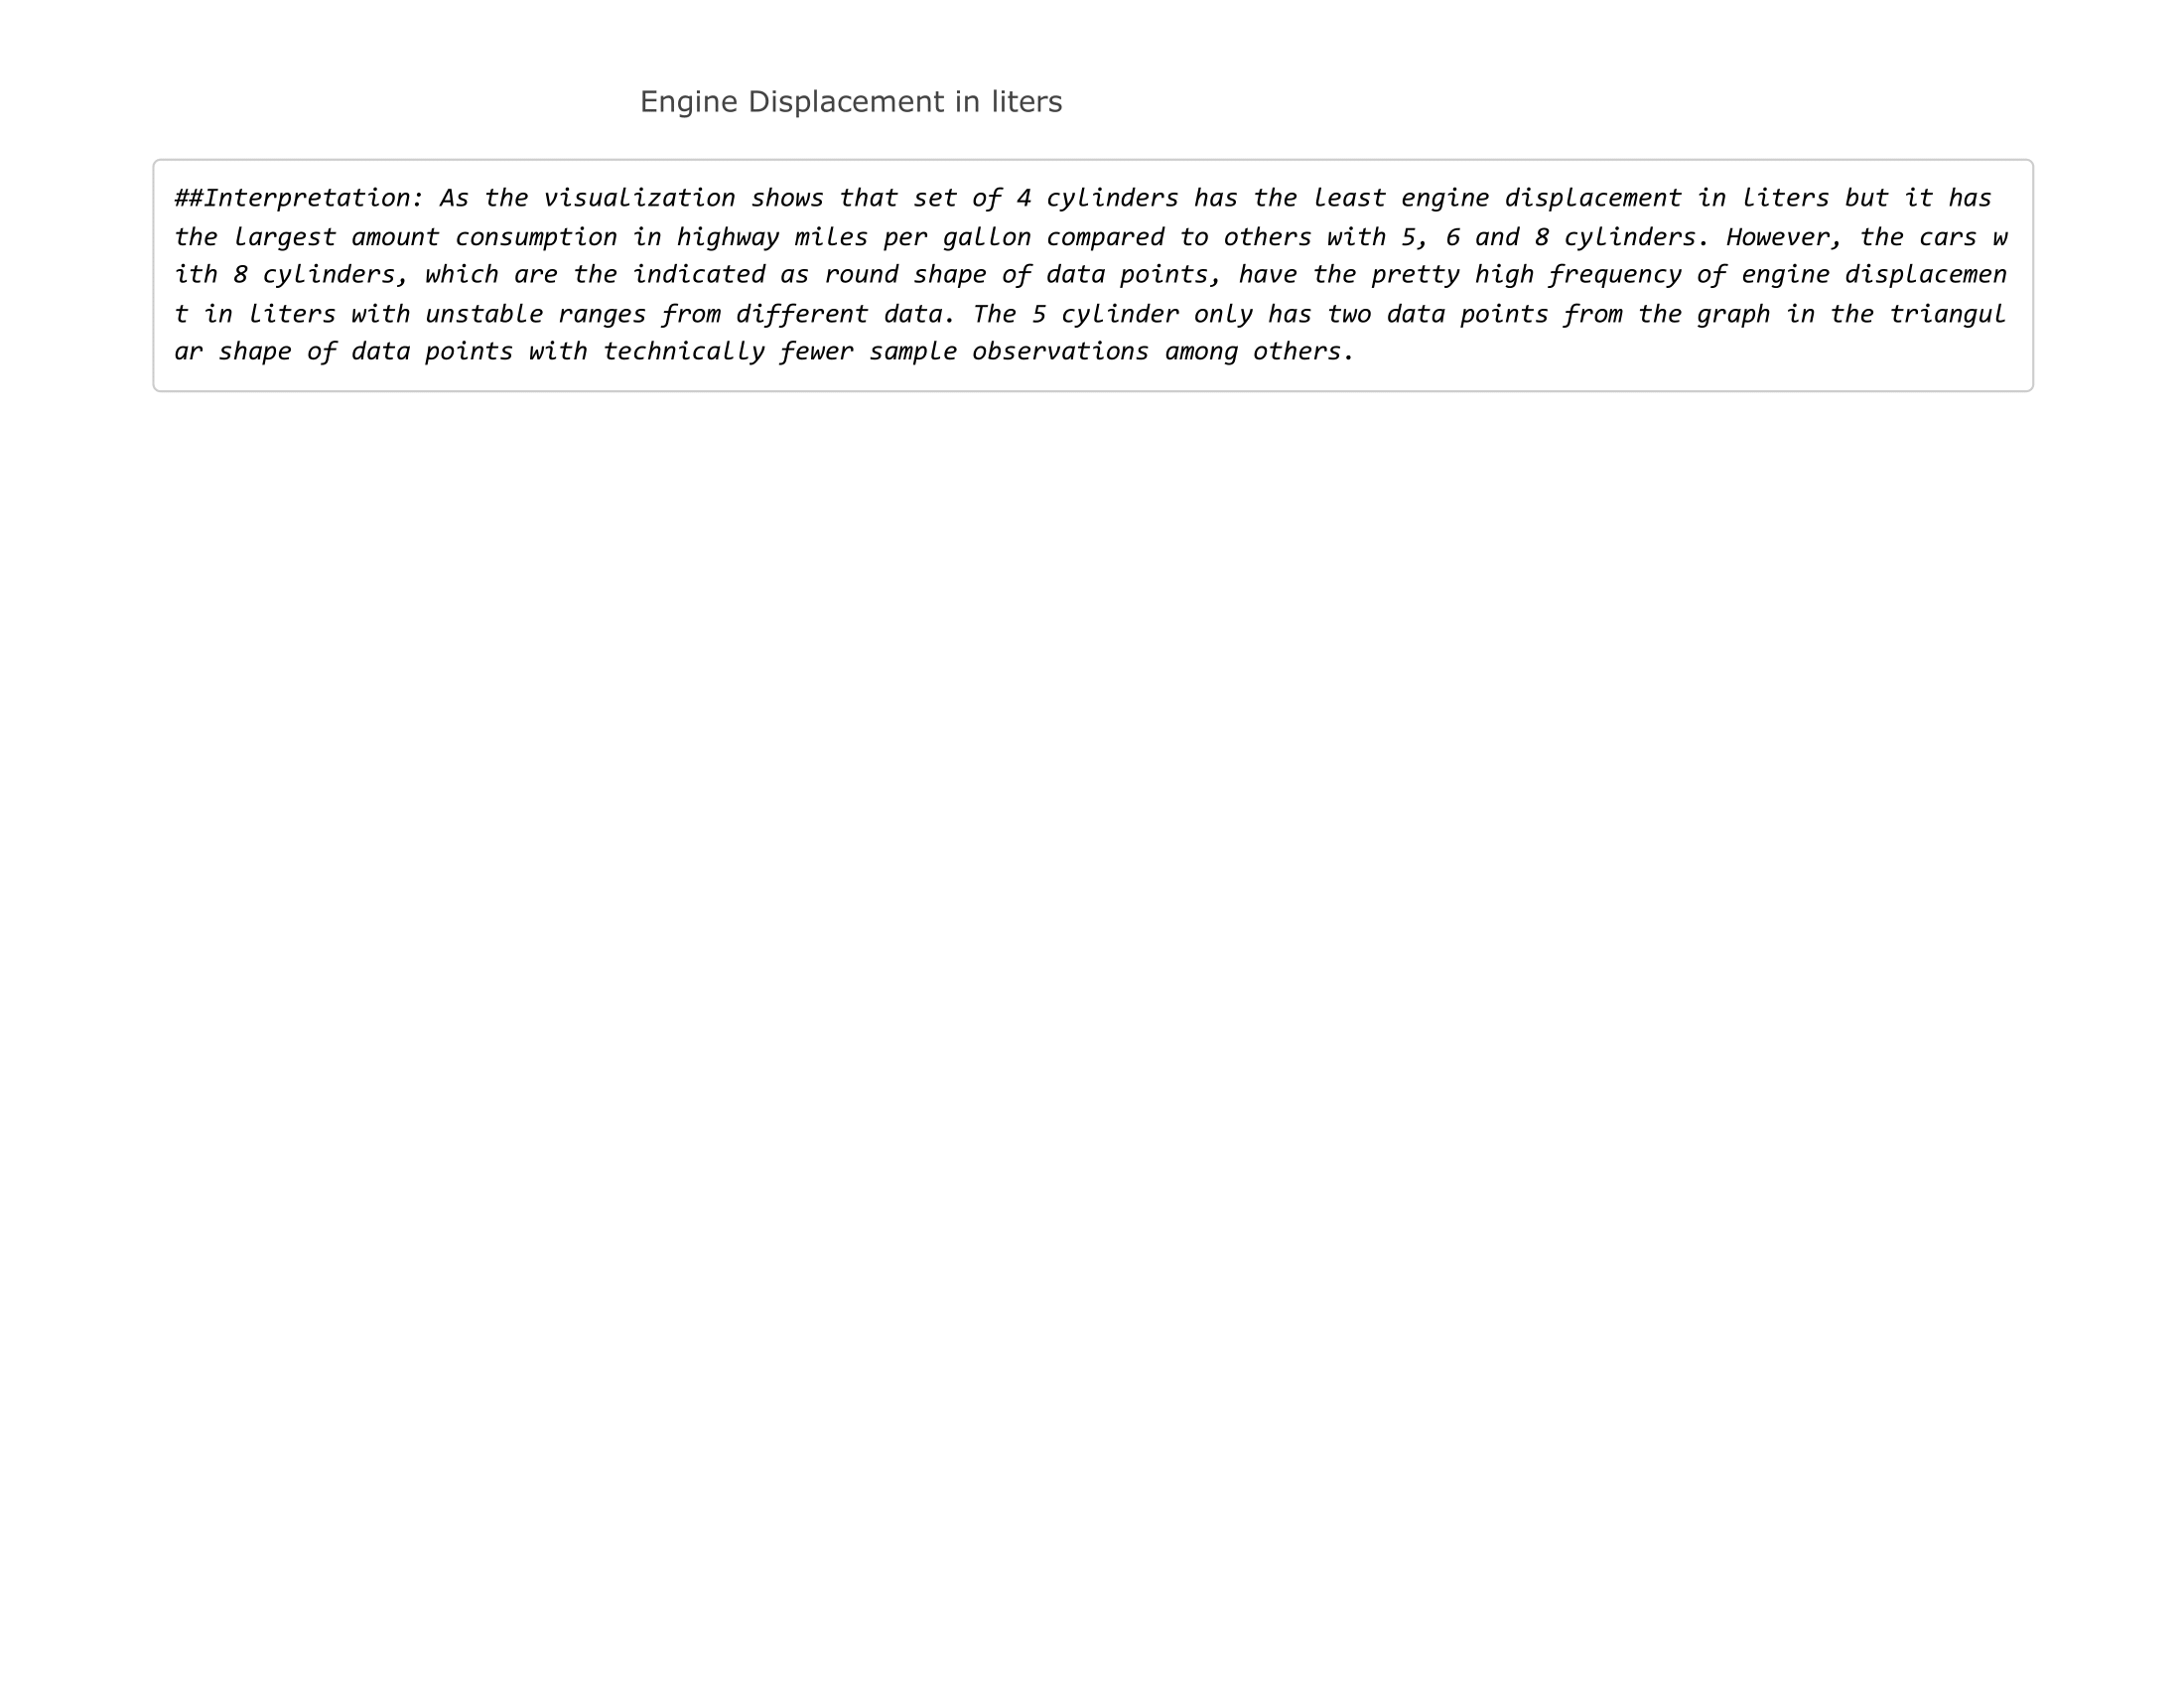 Engine Displacement in liters
##Interpretation: As the visualization shows that set of 4 cylinders has the least engine displacement in liters but it has
the largest amount consumption in highway miles per gallon compared to others with 5, 6 and 8 cylinders. However, the cars w
ith 8 cylinders, which are the indicated as round shape of data points, have the pretty high frequency of engine displacemen
t in liters with unstable ranges from different data. The 5 cylinder only has two data points from the graph in the triangul
ar shape of data points with technically fewer sample observations among others.